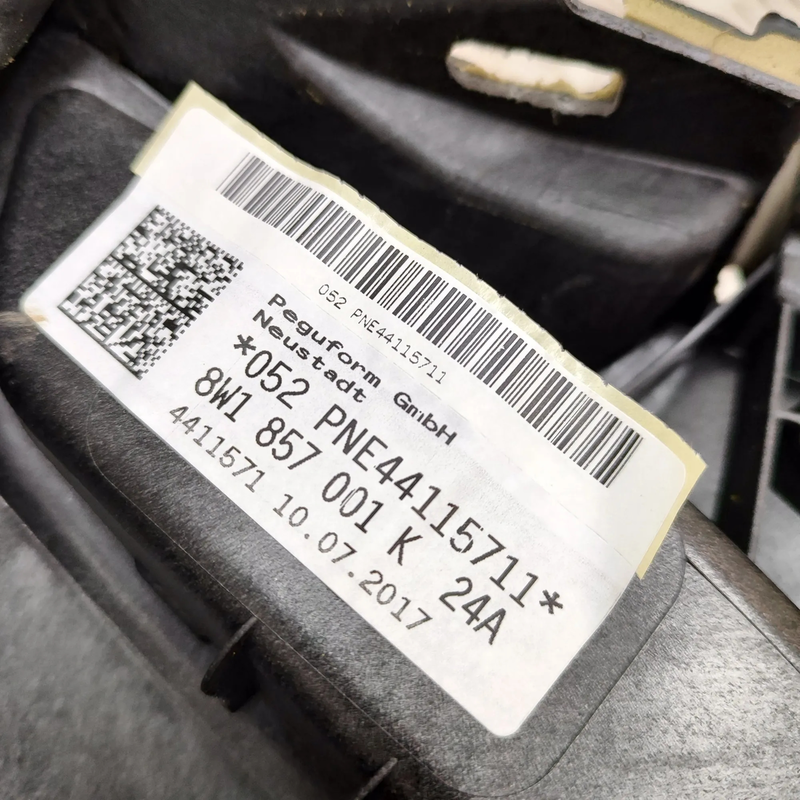 052 PNE44115711
Peguform GmbH
Neustadt
*052 PNE44115711*
8W1 857 001 K 24A
4411571 10.07.2017